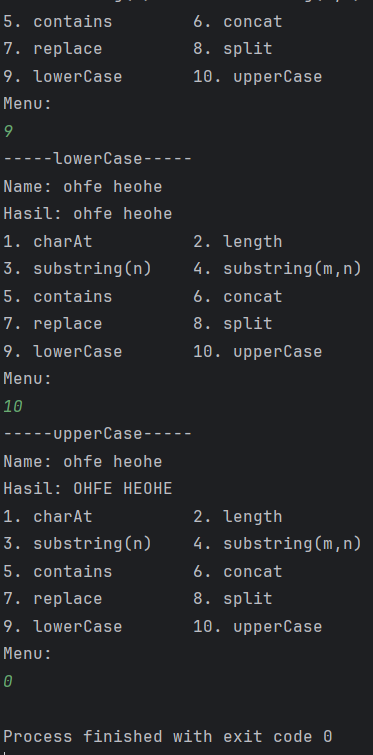 5. contains 6. concat
7. replace 8. split
9. lowerCase 10. upperCase
Menu:
9
-----lowerCase-----
Name: ohfe heohe
Hasil: ohfe heohe
1. charAt 2. length
3. substring(n) 4. substring(m,n)
5. contains 6. concat
7. replace 8. split
9. lowerCase 10. upperCase
Menu:
10
-----upperCase-----
Name: ohfe heohe
Hasil: OHFE HEOHE
1. charAt 2. length
3. substring(n) 4. substring(m,n)
5. contains 6. concat
7. replace 8. split
9. lowerCase 10. upperCase
Menu:
0
Process finished with exit code 0